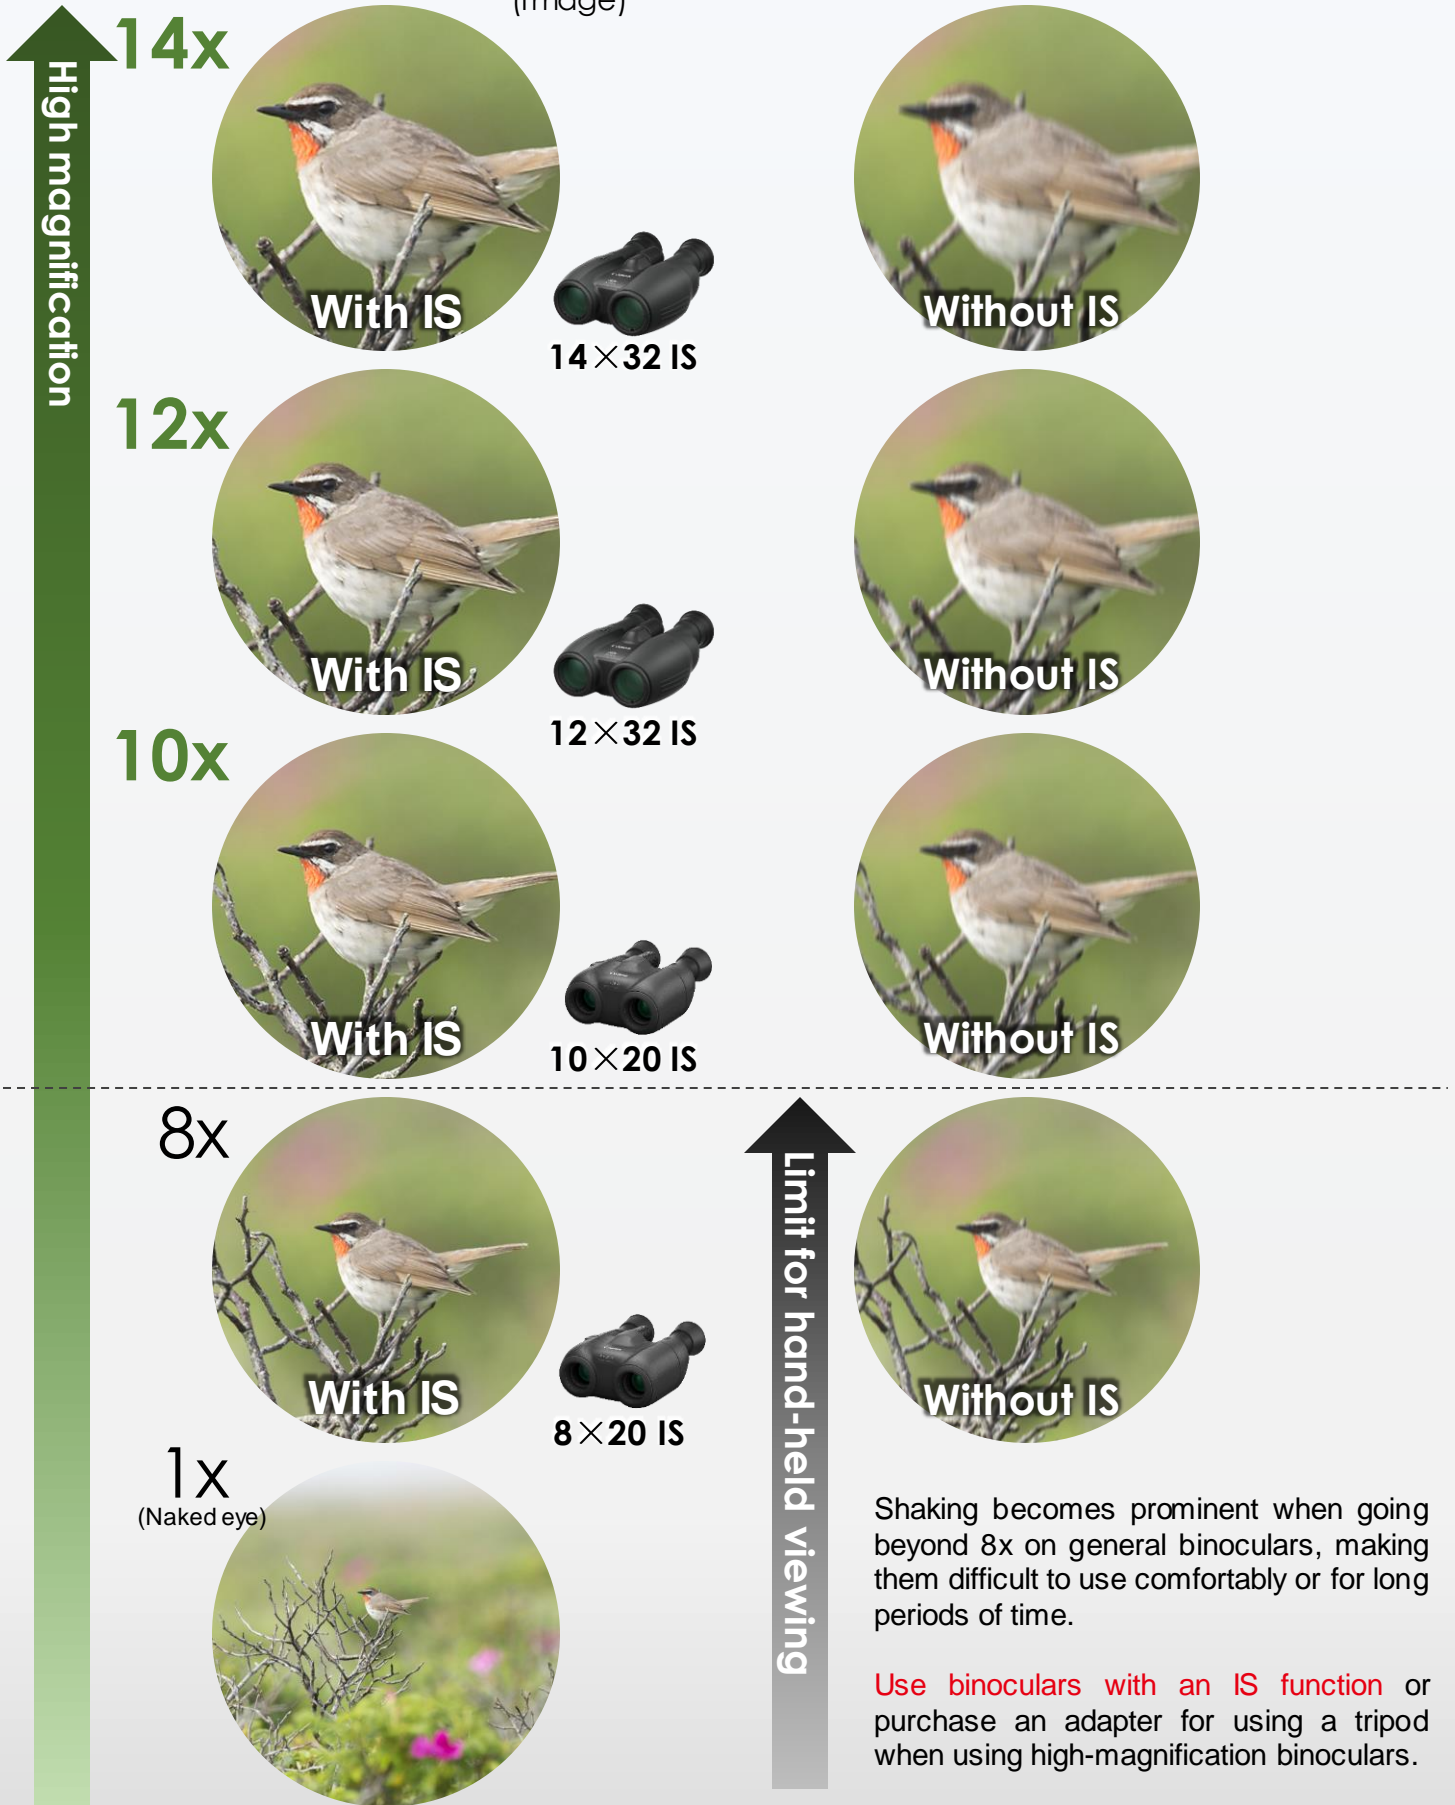 (Image)
14x
High magnification
With IS
Without IS
14×32 IS
12x
With IS
Without IS
12×32 IS
10x
With IS
Without IS
10×20 IS
8x
Limit for hand-held viewing
With IS
Without IS
8×20 IS
1x
(Naked eye)
Shaking becomes prominent when going
beyond 8x on general binoculars, making
them difficult to use comfortably or for long
periods of time.
Use binoculars with an IS function or
purchase an adapter for using a tripod
when using high-magnification binoculars.